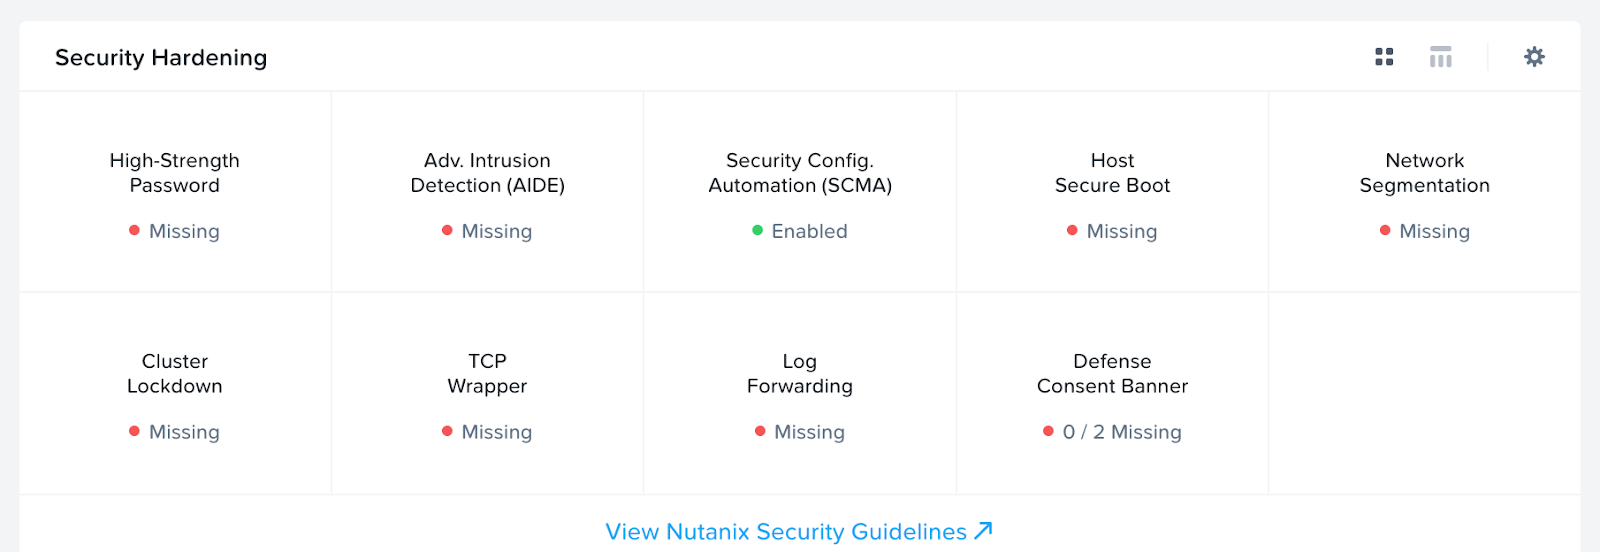 Security Hardening
High-Strength
Password
Missing
Adv. Intrusion
Detection (AIDE)
Missing
Security Config.
Automation (SCMA)
Enabled
Host
Secure Boot
Missing
Network
Segmentation
Missing
Cluster
Lockdown
Missing
TCP
Wrapper
Missing
Log
Forwarding
Missing
Defense
Consent Banner
0 / 2 Missing
View Nutanix Security Guidelines